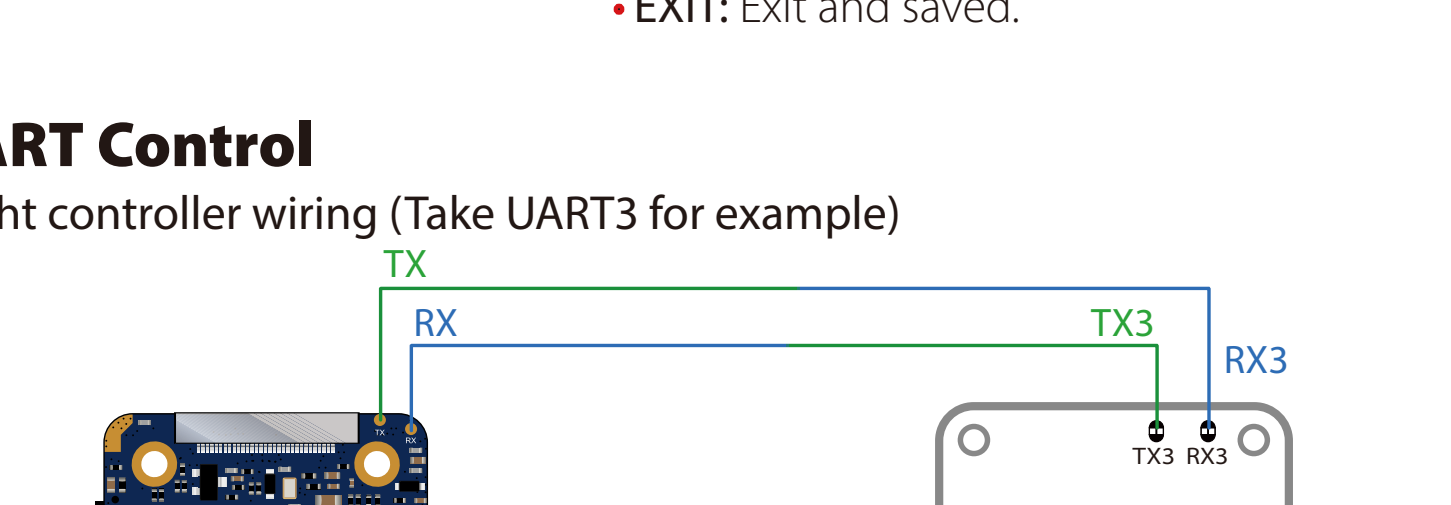 • EXIT: Exit and saved.
ART Control
ht controller wiring (Take UART3 for example)
TX
RX
TX3
RX3
TX
RX
TX3 RX3